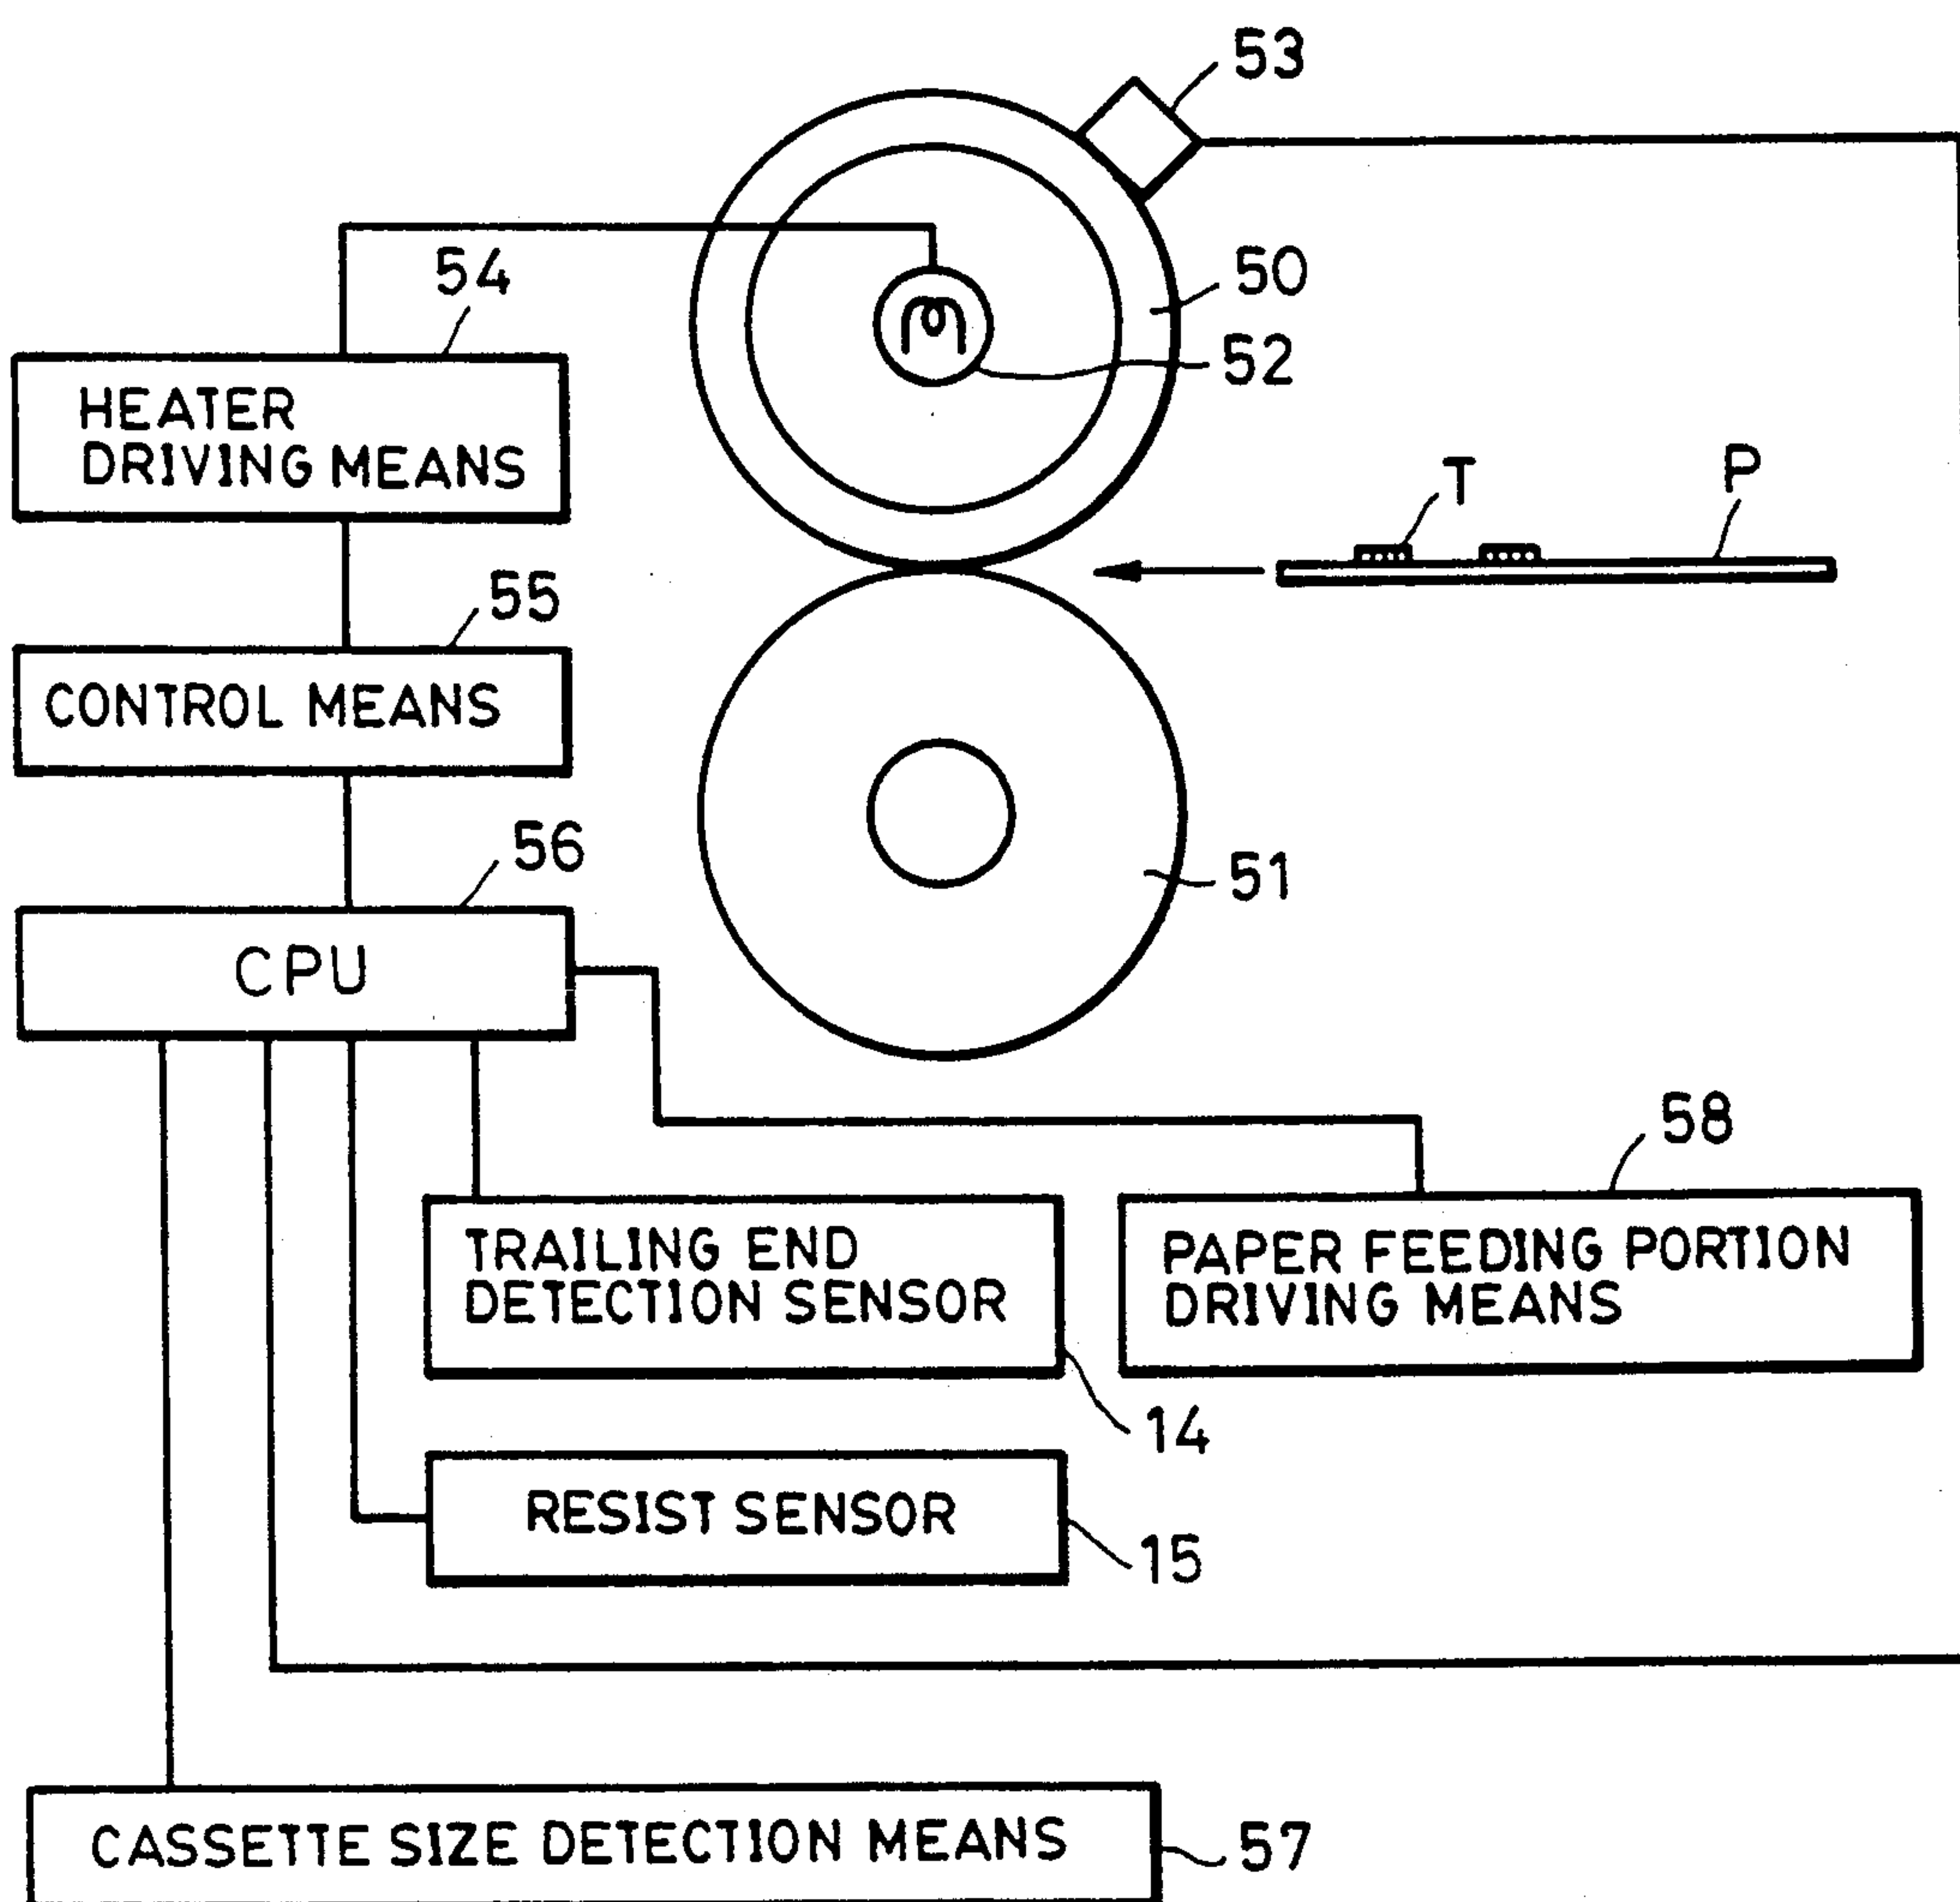 53
54
50
52
HEATER
DRIVING MEANS
T
P
55
CONTROL MEANS
56
CPU
51
58
TRAILING END
DETECTION SENSOR
PAPER FEEDING PORTION
DRIVING MEANS
14
RESIST SENSOR
15
CASSETTE SIZE DETECTION MEANS
57